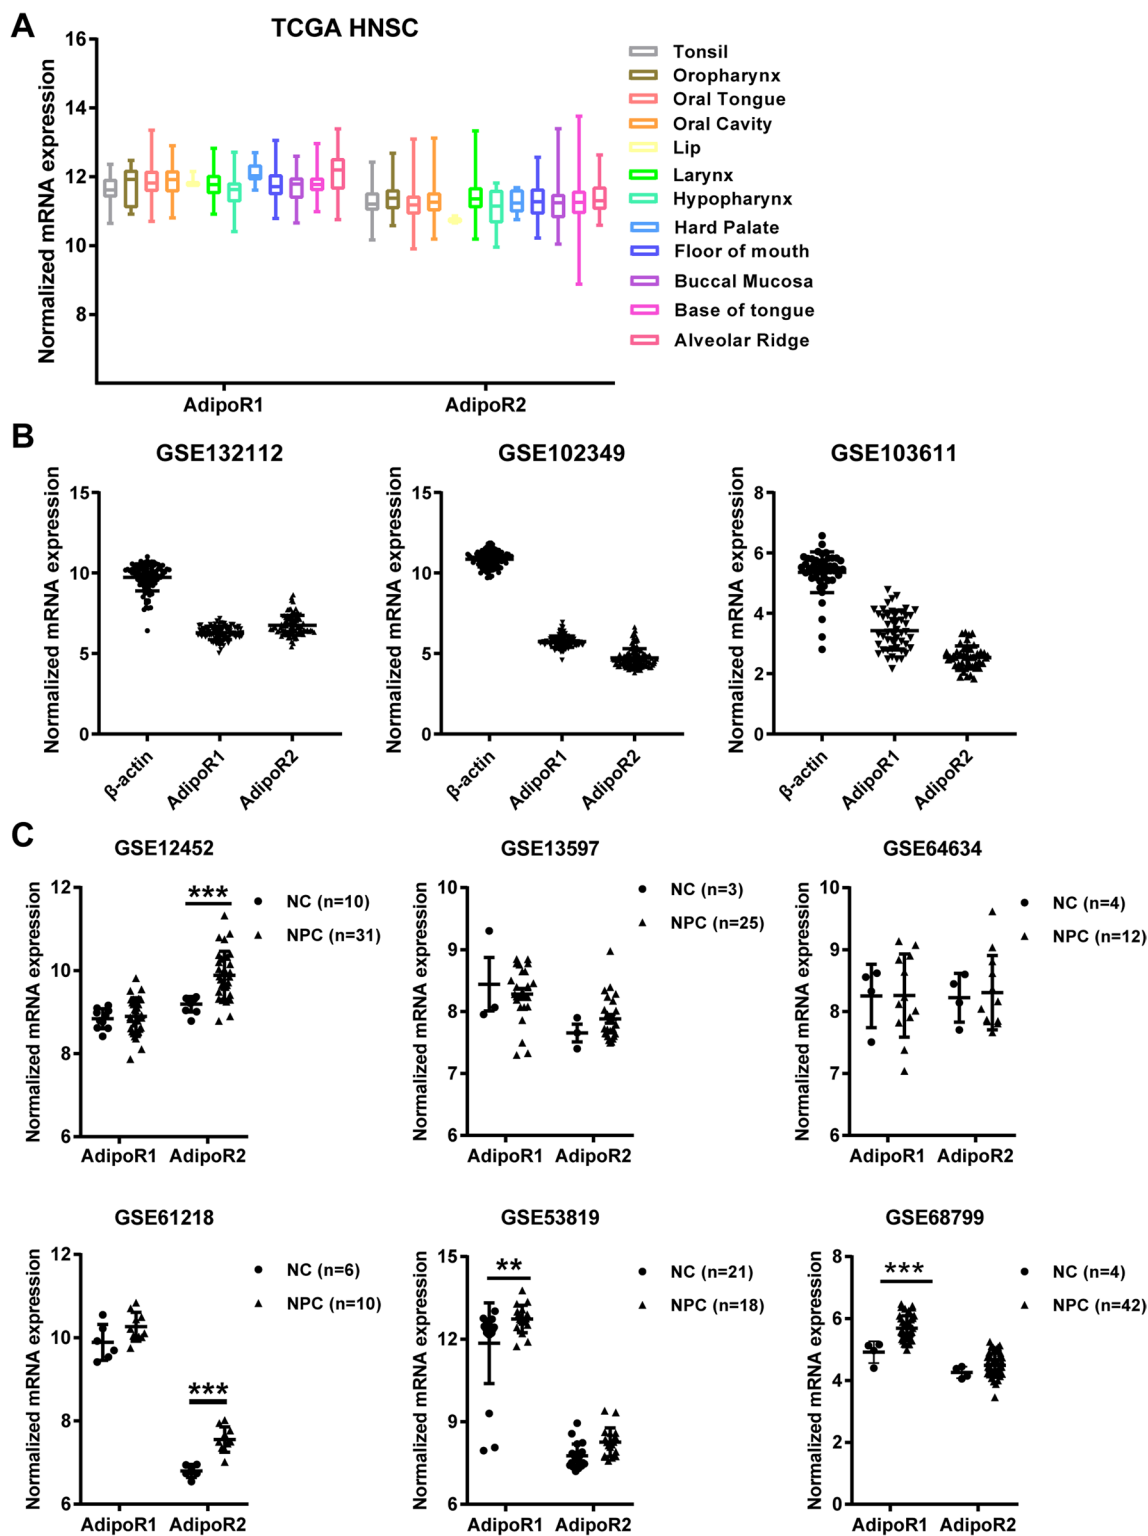 A
TCGA HNSC
Normalized mRNA expression
16
14
12
10
8
AdipoR1
AdipoR2
Tonsil
Oropharynx
Oral Tongue
Oral Cavity
Lip
Larynx
Hypopharynx
Hard Palate
Floor of mouth
Buccal Mucosa
Base of tongue
Alveolar Ridge
B
GSE132112
Normalized mRNA expression
15
10
5
0
β-actin
AdipoR1
AdipoR2
GSE102349
Normalized mRNA expression
15
10
5
0
β-actin
AdipoR1
AdipoR2
GSE103611
Normalized mRNA expression
8
6
4
2
0
β-actin
AdipoR1
AdipoR2
C
GSE12452
Normalized mRNA expression
12
10
8
6
***
AdipoR1
AdipoR2
NC (n=10)
NPC (n=31)
GSE13597
Normalized mRNA expression
10
9
8
7
6
AdipoR1
AdipoR2
NC (n=3)
NPC (n=25)
GSE64634
Normalized mRNA expression
10
9
8
7
6
AdipoR1
AdipoR2
NC (n=4)
NPC (n=12)
GSE61218
Normalized mRNA expression
12
10
8
6
***
AdipoR1
AdipoR2
NC (n=6)
NPC (n=10)
GSE53819
Normalized mRNA expression
15
12
9
6
**
AdipoR1
AdipoR2
NC (n=21)
NPC (n=18)
GSE68799
Normalized mRNA expression
8
6
4
2
0
***
AdipoR1
AdipoR2
NC (n=4)
NPC (n=42)